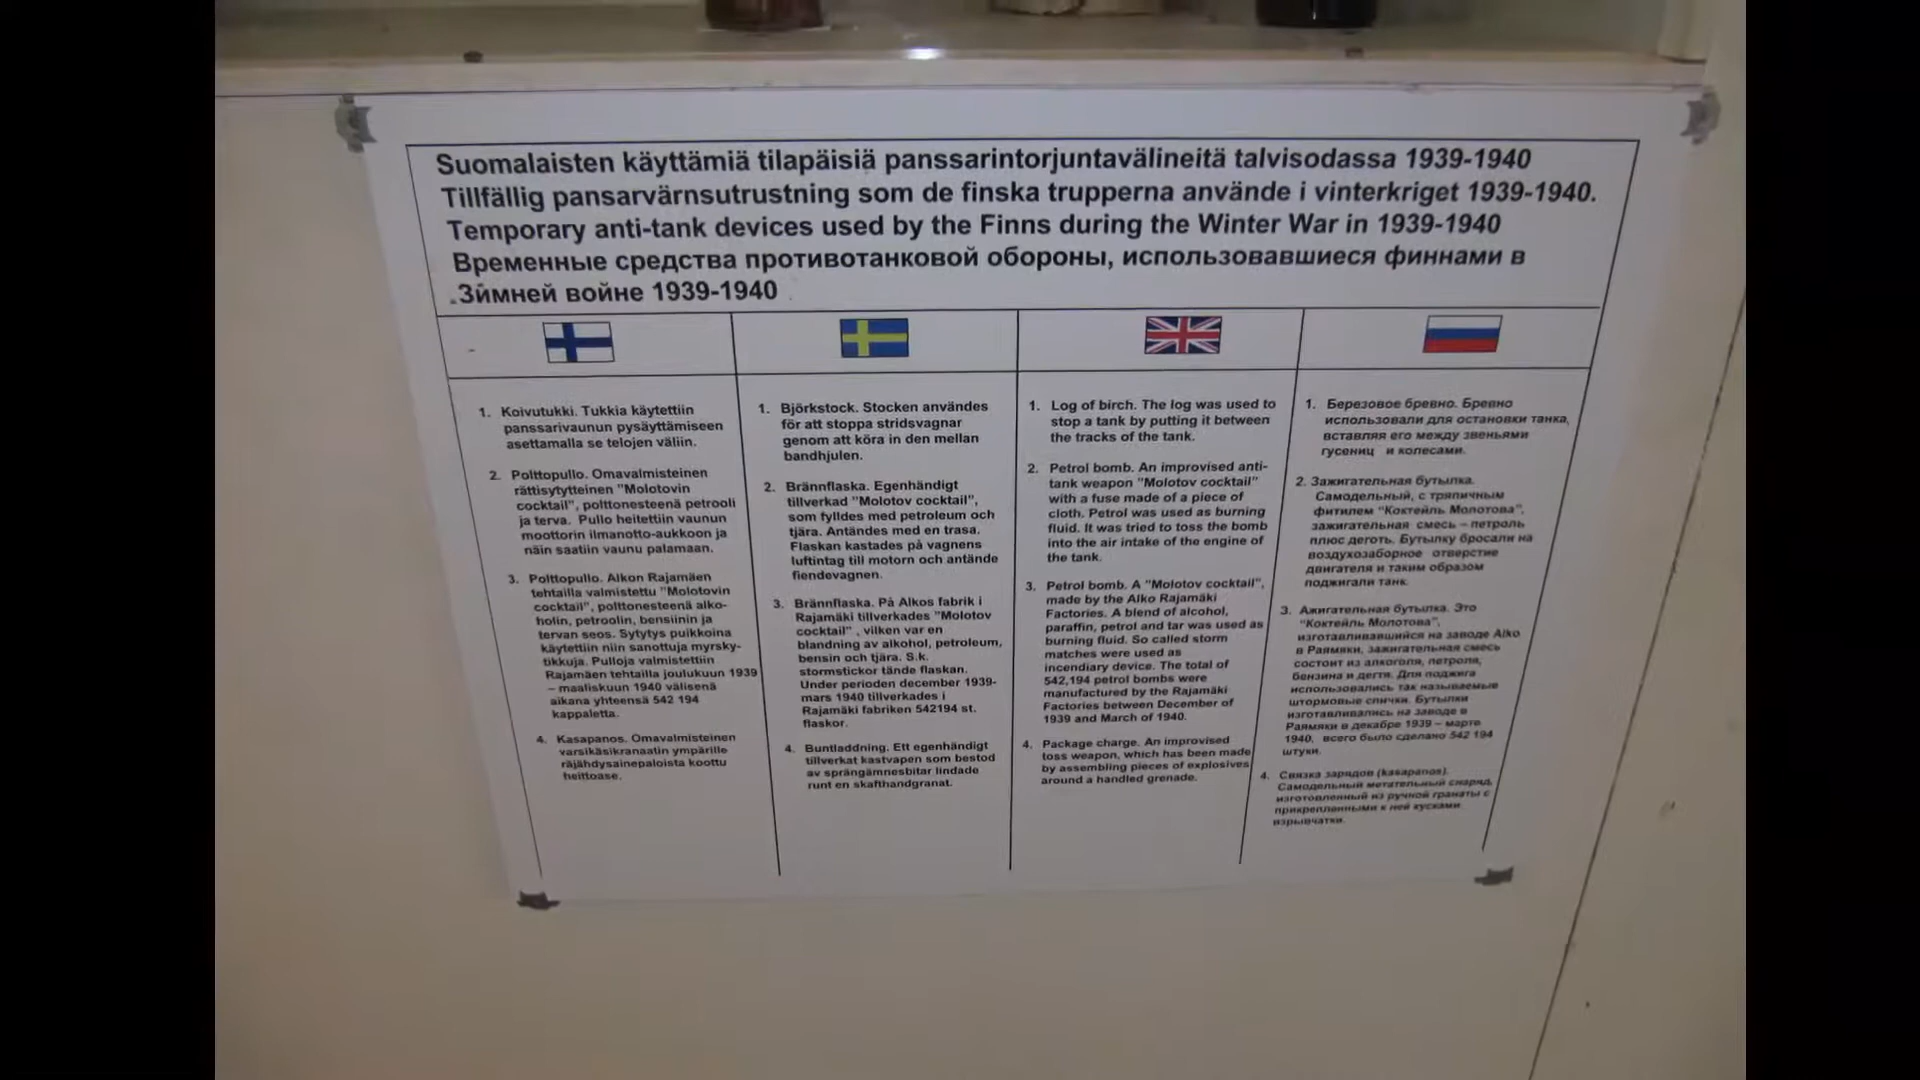 Suomalaisten käyttämiä tilapäisiä panssarintorjuntavälineitä talvisodassa 1939-1940
Tillfällig pansarvärnsutrustning som de finska trupperna använde i vinterkriget 1939-1940.
Temporary anti-tank devices used by the Finns during the Winter War in 1939-1940
Временные средства противотанковой обороны, использовавшиеся финнами в
Зймней войне 1939-1940
1. Koivutukki. Tukkia käytettiin
panssarivaunun pysäyttämiseen
asettamalla se telojen väliin.
2. Polttopullo. Omavalmisteinen
rättisytytteinen "Molotovin
cocktail", polttonesteenä petrooli
ja terva. Pullo heitettiin vaunun
moottorin ilmanotto-aukkoon ja
näin saatiin vaunu palamaan.
3. Polttopullo. Alkon Rajamäen
tehtailla valmistettu "Molotovin
cocktail", polttonesteenä alko-
holin, petroolin, bensiinin ja
tervan seos. Sytytys puikkoina
käytettiin niin sanottuja myrsky-
tikkuja. Pulloja valmistettiin
Rajamäen tehtailla joulukuun 1939
– maaliskuun 1940 välisenä
aikana yhteensä 542 194
kappaletta.
4. Kasapanos. Omavalmisteinen
varsikäsikranaatin ympärille
räjähdysainepaloista koottu
heittoase.
1. Björkstock. Stocken användes
för att stoppa stridsvagnar
genom att köra in den mellan
bandhjulen.
2. Brännflaska. Egenhändigt
tillverkad "Molotov cocktail",
som fylldes med petroleum och
tjära. Antändes med en trasa.
Flaskan kastades på vagnens
luftintag till motorn och antände
fiendevagnen.
3. Brännflaska. På Alkos fabrik i
Rajamäki tillverkades "Molotov
cocktail" , vilken var en
blandning av alkohol, petroleum,
bensin och tjära. S.k.
stormstickor tände flaskan.
Under perioden december 1939-
mars 1940 tillverkades i
Rajamäki fabriken 542194 st.
flaskor.
4. Buntladdning. Ett egenhändigt
tillverkat kastvapen som bestod
av sprängämnesbitar lindade
runt en skafthandgranat.
1. Log of birch. The log was used to
stop a tank by putting it between
the tracks of the tank.
2. Petrol bomb. An improvised anti-
tank weapon "Molotov cocktail"
with a fuse made of a piece of
cloth. Petrol was used as burning
fluid. It was tried to toss the bomb
into the air intake of the engine of
the tank.
3. Petrol bomb. A "Molotov cocktail",
made by the Alko Rajamäki
Factories. A blend of alcohol,
paraffin, petrol and tar was used as
burning fluid. So called storm
matches were used as
incendiary device. The total of
542,194 petrol bombs were
manufactured by the Rajamäki
Factories between December of
1939 and March of 1940.
4. Package charge. An improvised
toss weapon, which has been made
by assembling pieces of explosives
around a handled grenade.
1. Березовое бревно. Бревно
использовали для остановки танка,
вставляя его между звеньями
гусениц и колесами.
2. Зажигательная бутылка.
Самодельный, с тряпичным
фитилем "Коктейль Молотова",
зажигательная смесь – петроль
плюс деготь. Бутылку бросали на
воздухозаборное отверстие
двигателя и таким образом
поджигали танк.
3. Ажигательная бутылка. Это
"Коктейль Молотова",
изготавливавшийся на заводе Alko
в Раямяки, зажигательная смесь
состоит из алкоголя, петроля,
бензина и дегтя. Для поджига
использовались так называемые
штормовые спички. Бутылки
изготавливались на заводе в
Раямяки в декабре 1939 – марте
1940, всего было сделано 542 194
штуки.
4. Связка зарядов (kasapanos).
Самодельный метательный снаряд,
изготовленный из ручной гранаты с
прикрепленными к ней кусками
взрывчатки.